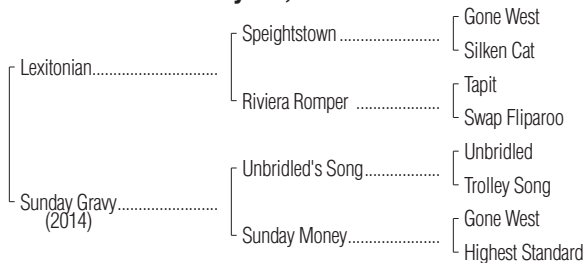 Gone West
Speightstown ....................
Silken Cat
Lexitonian..........................
Tapit
Riviera Romper .................
Swap Fliparoo
Unbridled
Unbridled's Song...............
Trolley Song
Sunday Gravy....................
(2014)
Gone West
Sunday Money..................
Highest Standard